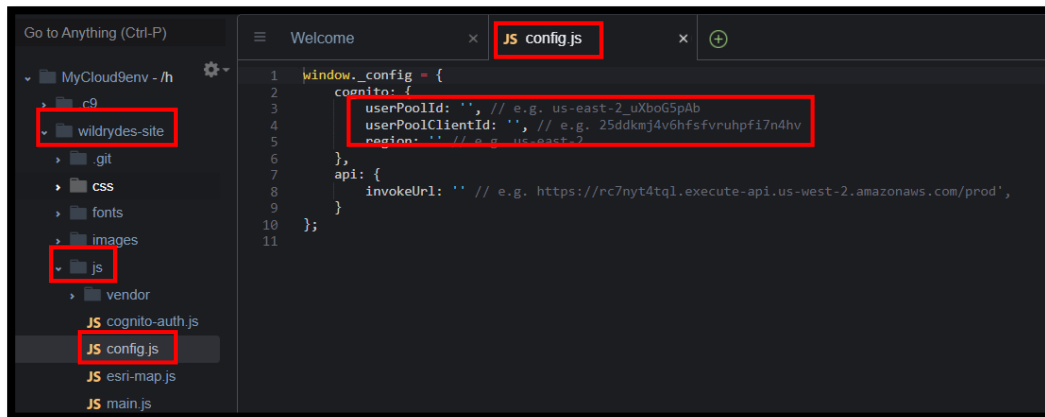 Go to Anything (Ctrl-P)
MyCloud9env - /h
c9
wildrydes-site
.git
css
fonts
images
js
vendor
JS cognito-auth.js
JS config.js
JS esri-map.js
JS main.js
Welcome
JS config.js
1 window._config = {
2 cognito: {
3 userPoolId: '', // e.g. us-east-2_uXboG5pAb
4 userPoolClientId: '', // e.g. 25ddkmj4v6hfsfvruhpfi7n4hv
5 region: '' // e.g. us-east-2
6 },
7 api: {
8 invokeUrl: '' // e.g. https://rc7nyt4tql.execute-api.us-west-2.amazonaws.com/prod',
9 }
10 };
11